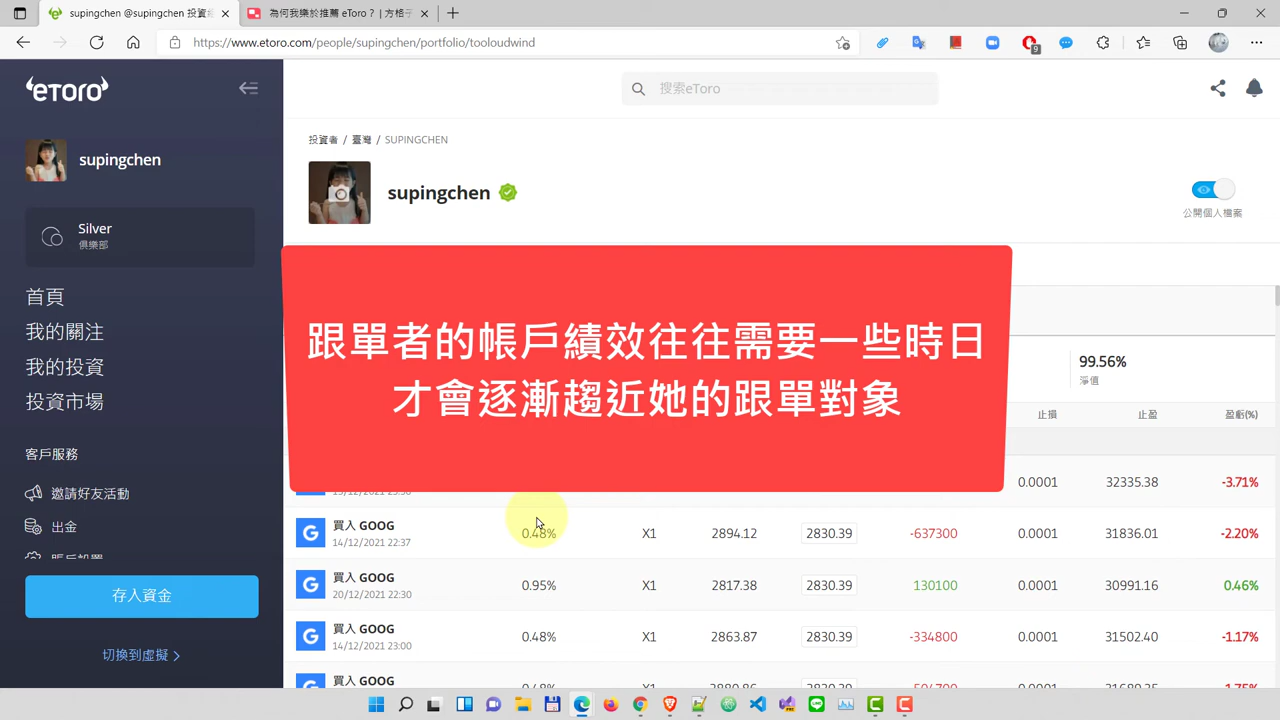 supingchen @supingchen 投資組
為何我樂於推薦 eToro？ | 方格子
https://www.etoro.com/people/supingchen/portfolio/tooloudwind
9
eTORO
搜索eToro
supingchen
投資者 / 臺灣 / SUPINGCHEN
supingchen
公開個人檔案
Silver
俱樂部
首頁
我的關注
我的投資
投資市場
跟單者的帳戶績效往往需要一些時日
才會逐漸趨近她的跟單對象
99.56%
淨值
止損 止盈 盈虧(%)
客戶服務
邀請好友活動
出金
帳戶設置
存入資金
切換到虛擬
0.0001 32335.38 -3.71%
買入 GOOG
14/12/2021 22:37
0.48% X1 2894.12 2830.39 -637300 0.0001 31836.01 -2.20%
買入 GOOG
20/12/2021 22:30
0.95% X1 2817.38 2830.39 130100 0.0001 30991.16 0.46%
買入 GOOG
14/12/2021 23:00
0.48% X1 2863.87 2830.39 -334800 0.0001 31502.40 -1.17%
買入 GOOG